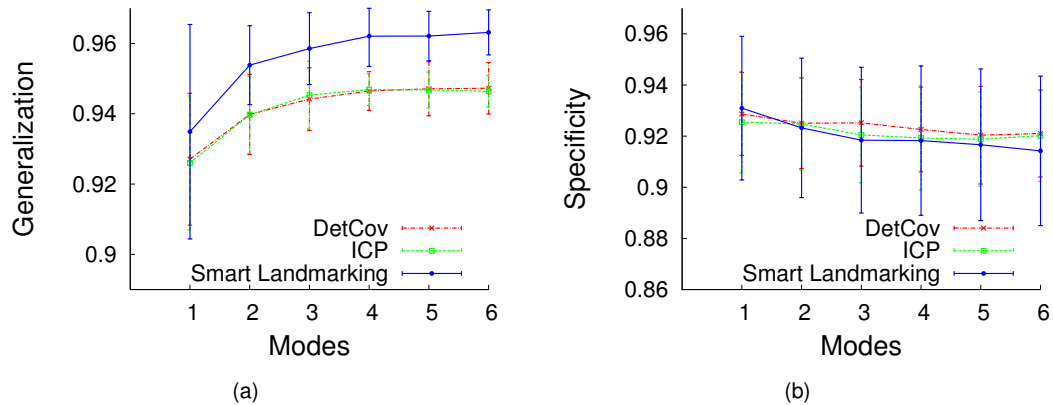 Generalization
0.96
0.94
0.92
0.9
DetCov
ICP
Smart Landmarking
1 2 3 4 5 6
Modes
(a)
Specificity
0.96
0.94
0.92
0.9
0.88
0.86
DetCov
ICP
Smart Landmarking
1 2 3 4 5 6
Modes
(b)